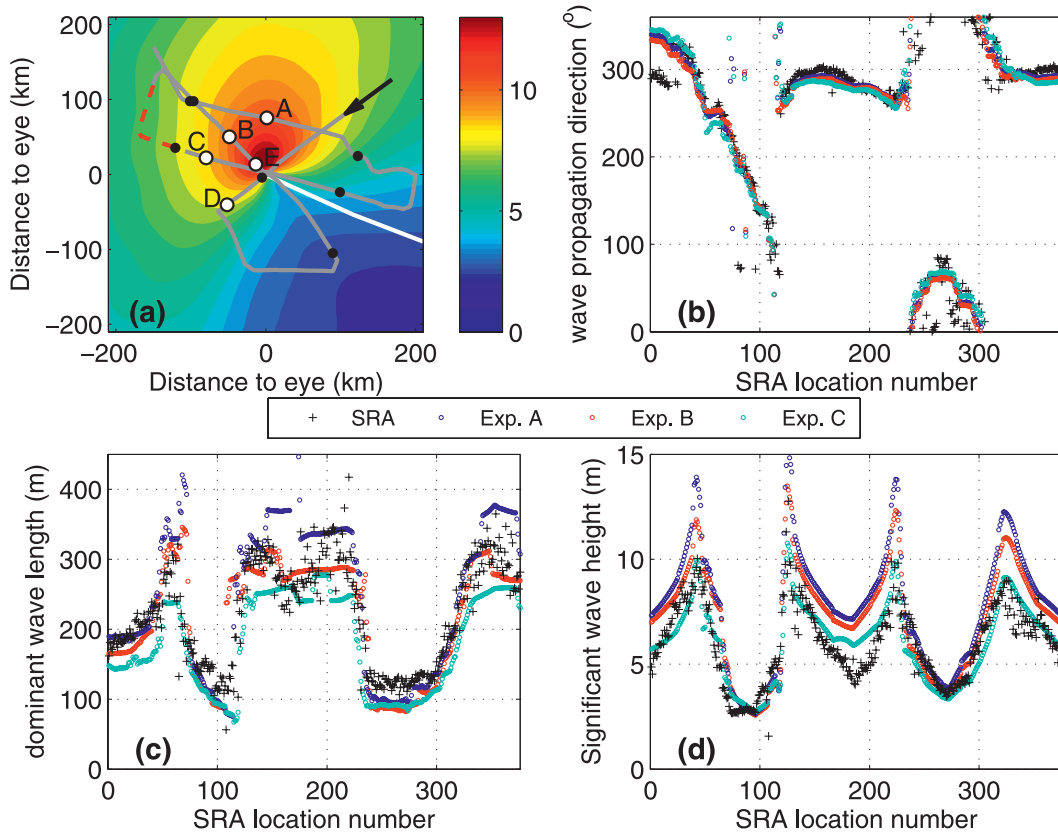 200
100
0
−100
−200
−200
0
200
Distance to eye (km)
Distance to eye (km)
A
B
C
D
E
(a)
10
5
0
wave propagation direction (°)
300
200
100
0
0
100
200
300
SRA location number
(b)
SRA
Exp. A
Exp. B
Exp. C
dominant wave length (m)
400
300
200
100
0
0
100
200
300
SRA location number
(c)
Significant wave height (m)
15
10
5
0
0
100
200
300
SRA location number
(d)